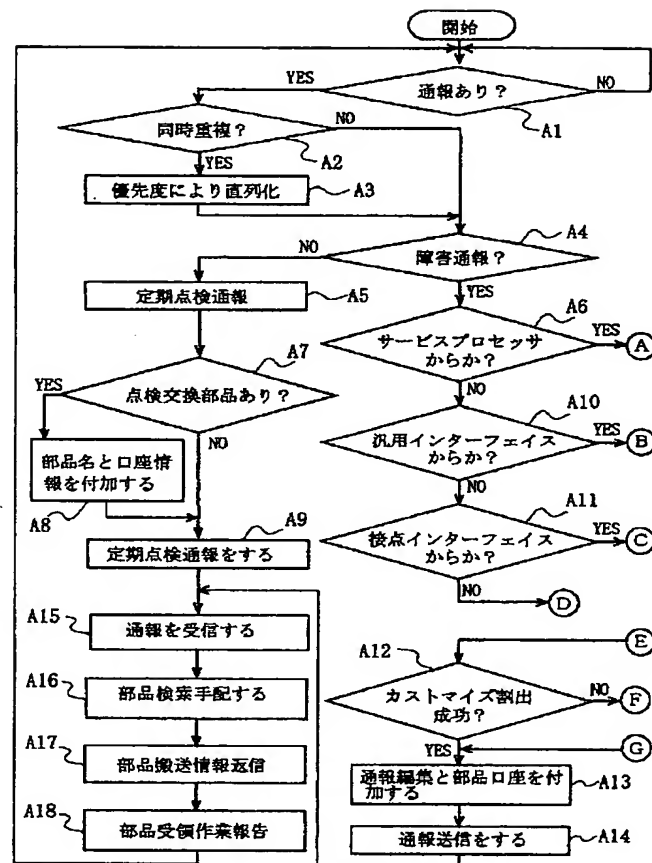 開始
通報あり？
YES
NO
A1
同時重複？
NO
A2
YES
優先度により直列化
A3
A4
障害通報？
NO
YES
定期点検通報
A5
A6
サービスプロセッサ
からか？
YES
A
NO
A7
点検交換部品あり？
YES
NO
A10
汎用インターフェイス
からか？
YES
B
NO
部品名と口座情
報を付加する
A8
A9
定期点検通報をする
A11
接点インターフェイス
からか？
YES
C
NO
D
A15
通報を受信する
A16
部品検索手配する
A17
部品搬送情報返信
A18
部品受領作業報告
E
A12
カストマイズ割出
成功？
NO
F
YES
G
通報編集と部品口座を付
加する
A13
通報送信をする
A14